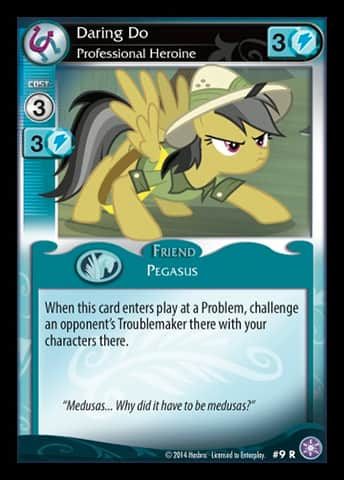 Daring Do
Professional Heroine
3
COST
3
3
FRIEND
PEGASUS
When this card enters play at a Problem, challenge
an opponent's Troublemaker there with your
characters there.
"Medusas... Why did it have to be medusas?"
© 2014 Hasbro. Licensed to Enterplay. #9 R